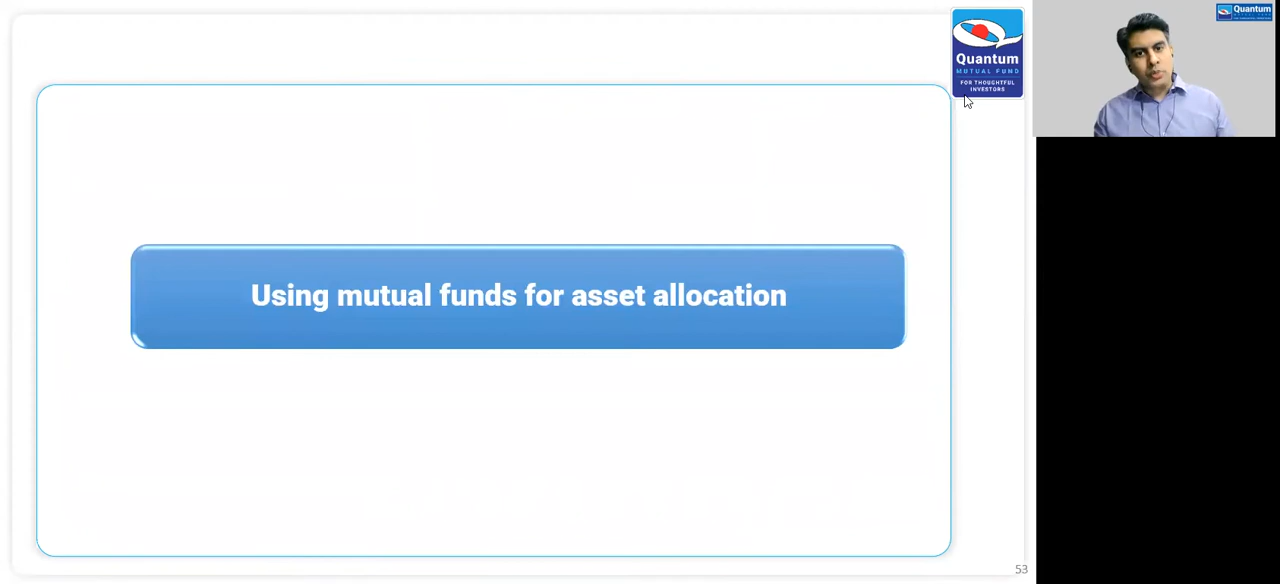 Quantum
MUTUAL FUND
FOR THOUGHTFUL
INVESTORS
Quantum
Using mutual funds for asset allocation
53